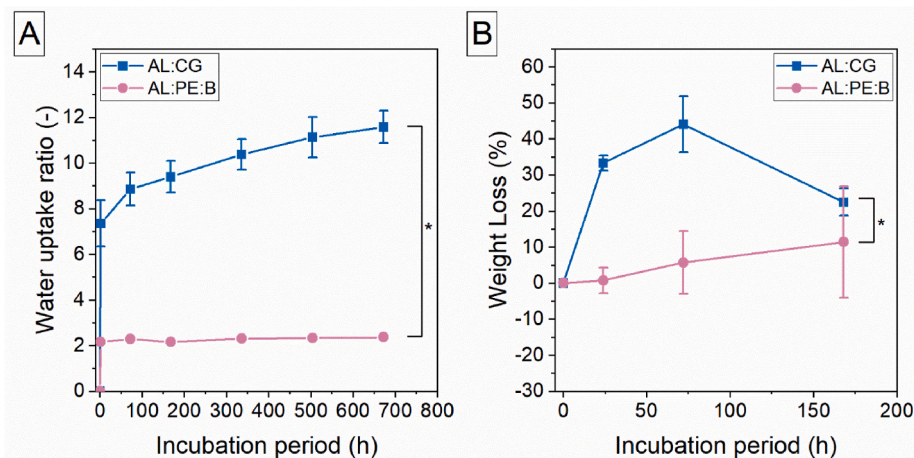 A
AL:CG
AL:PE:B
Water uptake ratio (-)
14
12
10
8
6
4
2
0
*
0 100 200 300 400 500 600 700 800
Incubation period (h)
B
AL:CG
AL:PE:B
Weight Loss (%)
60
50
40
30
20
10
0
-10
-20
-30
*
0 50 100 150 200
Incubation period (h)